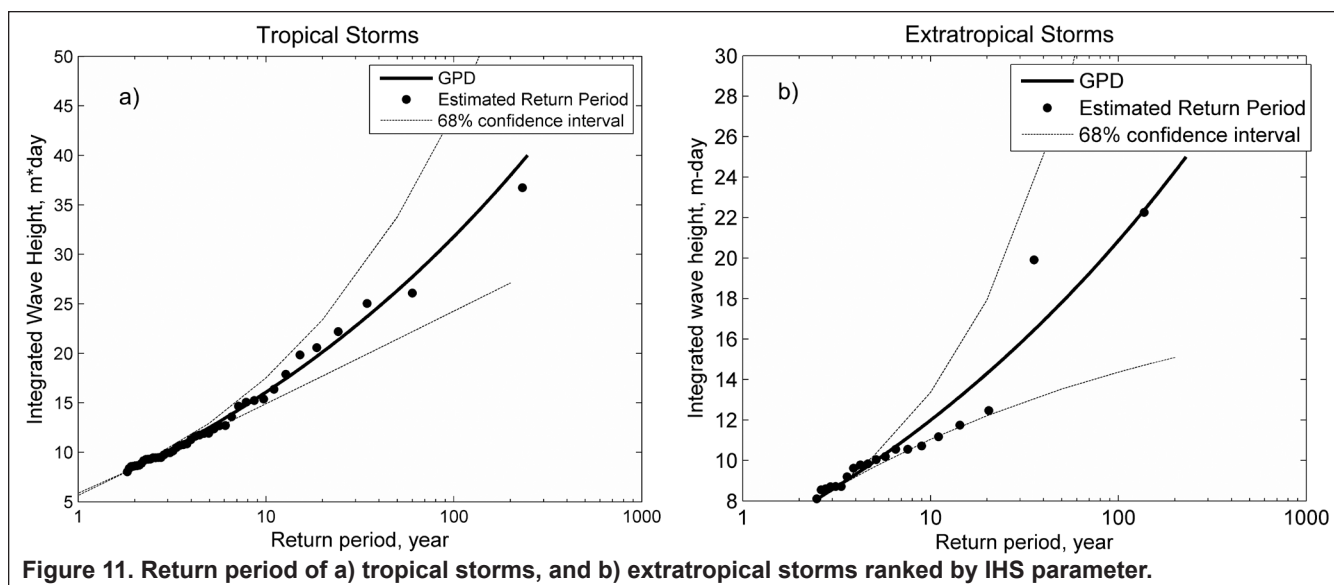 Tropical Storms
50
45
40
35
30
25
20
15
10
5
Integrated Wave Height, m*day
a)
GPD
Estimated Return Period
68% confidence interval
1
10
100
1000
Return period, year
Extratropical Storms
30
28
26
24
22
20
18
16
14
12
10
8
Integrated wave height, m-day
b)
GPD
Estimated Return Period
68% confidence interval
1
10
100
1000
Return period, year
Figure 11. Return period of a) tropical storms, and b) extratropical storms ranked by IHS parameter.